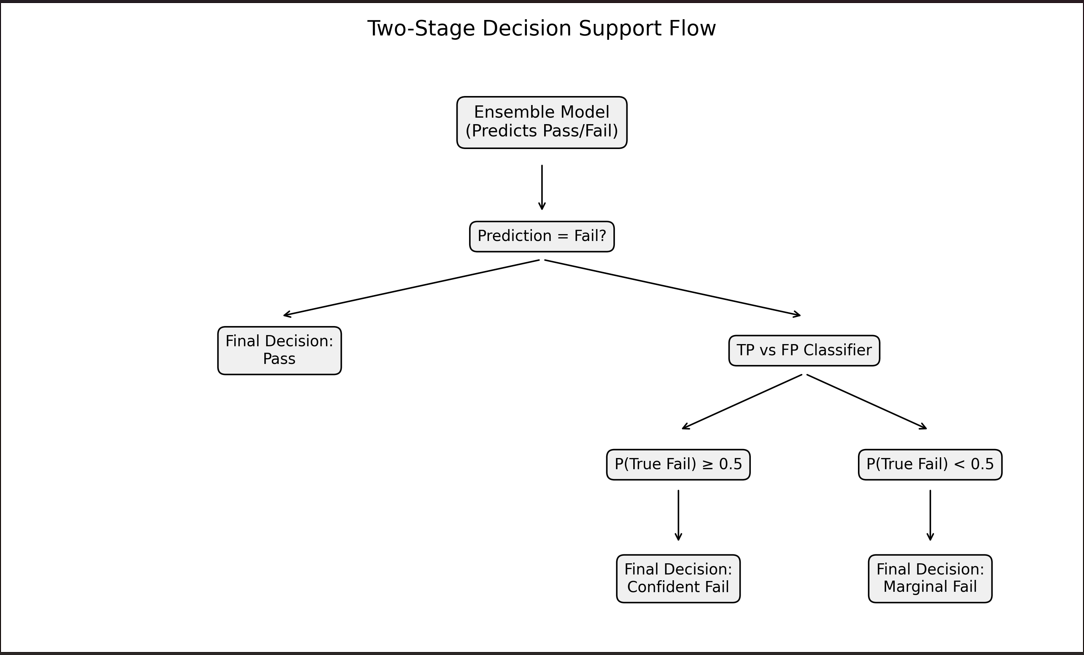 Two-Stage Decision Support Flow
Ensemble Model
(Predicts Pass/Fail)
Prediction = Fail?
Final Decision:
Pass
TP vs FP Classifier
P(True Fail) ≥ 0.5
P(True Fail) < 0.5
Final Decision:
Confident Fail
Final Decision:
Marginal Fail